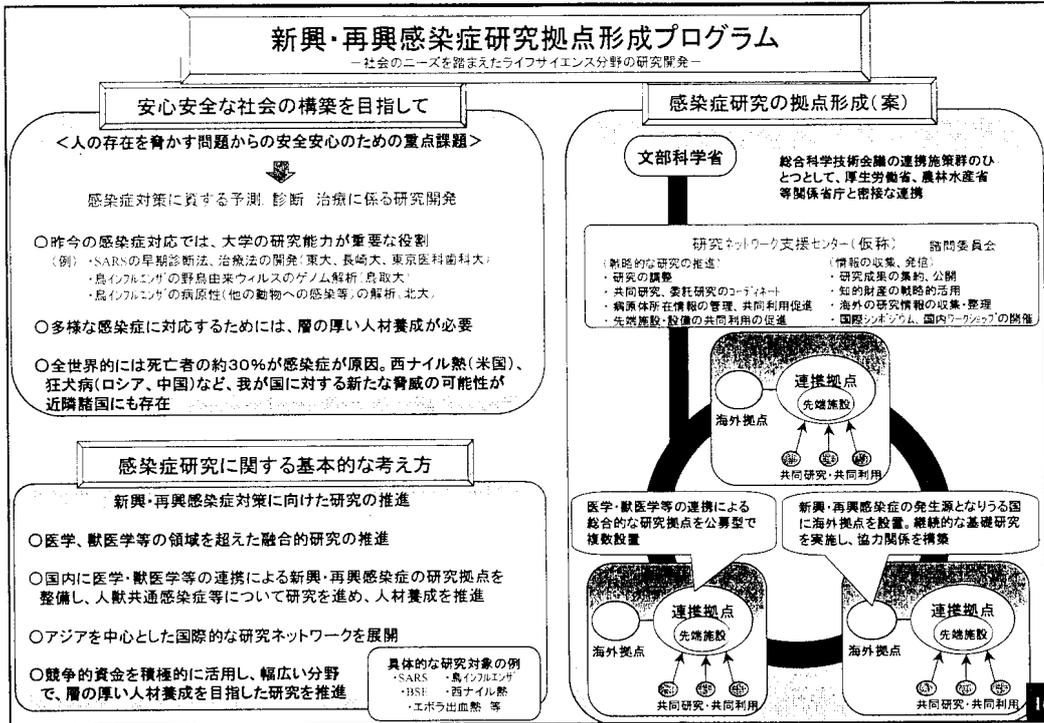 新興・再興感染症研究拠点形成プログラム
－社会のニーズを踏まえたライフサイエンス分野の研究開発－
安心安全な社会の構築を目指して
＜人の存在を脅かす問題からの安全安心のための重点課題＞
感染症対策に資する予測、診断、治療に係る研究開発
○昨今の感染症対応では、大学の研究能力が重要な役割
(例) ・SARSの早期診断法、治療法の開発(東大、長崎大、東京医科歯科大)
・鳥インフルエンザの野鳥由来ウィルスのゲノム解析(鳥取大)
・鳥インフルエンザの病原性(他の動物への感染等)の解析(北大)
○多様な感染症に対応するためには、層の厚い人材養成が必要
○全世界的には死亡者の約30%が感染症が原因。西ナイル熱(米国)、
狂犬病(ロシア、中国)など、我が国に対する新たな脅威の可能性が
近隣諸国にも存在
感染症研究に関する基本的な考え方
新興・再興感染症対策に向けた研究の推進
○医学、獣医学等の領域を超えた融合的研究の推進
○国内に医学・獣医学等の連携による新興・再興感染症の研究拠点を
整備し、人獣共通感染症等について研究を進め、人材養成を推進
○アジアを中心とした国際的な研究ネットワークを展開
○競争的資金を積極的に活用し、幅広い分野
で、層の厚い人材養成を目指した研究を推進
具体的な研究対象の例
・SARS ・鳥インフルエンザ
・BSE ・西ナイル熱
・エボラ出血熱 等
感染症研究の拠点形成(案)
文部科学省
総合科学技術会議の連携施策群のひ
とつとして、厚生労働省、農林水産省
等関係省庁と密接な連携
研究ネットワーク支援センター(仮称) 諮問委員会
(戦略的な研究の推進)
・研究の調整
・共同研究、委託研究のコーディネート
・病原体所在情報の管理、共同利用促進
・先端施設・設備の共同利用の促進
(情報の収集、発信)
・研究成果の集約、公開
・知的財産の戦略的活用
・海外の研究情報の収集・整理
・国際シンポジウム、国内ワークショップの開催
連携拠点
先端施設
海外拠点
共同研究・共同利用
医学・獣医学等の連携による
総合的な研究拠点を公募型で
複数設置
新興・再興感染症の発生源となりうる国
に海外拠点を設置。継続的な基礎研究
を実施し、協力関係を構築
連携拠点
先端施設
海外拠点
共同研究・共同利用
連携拠点
先端施設
海外拠点
共同研究・共同利用